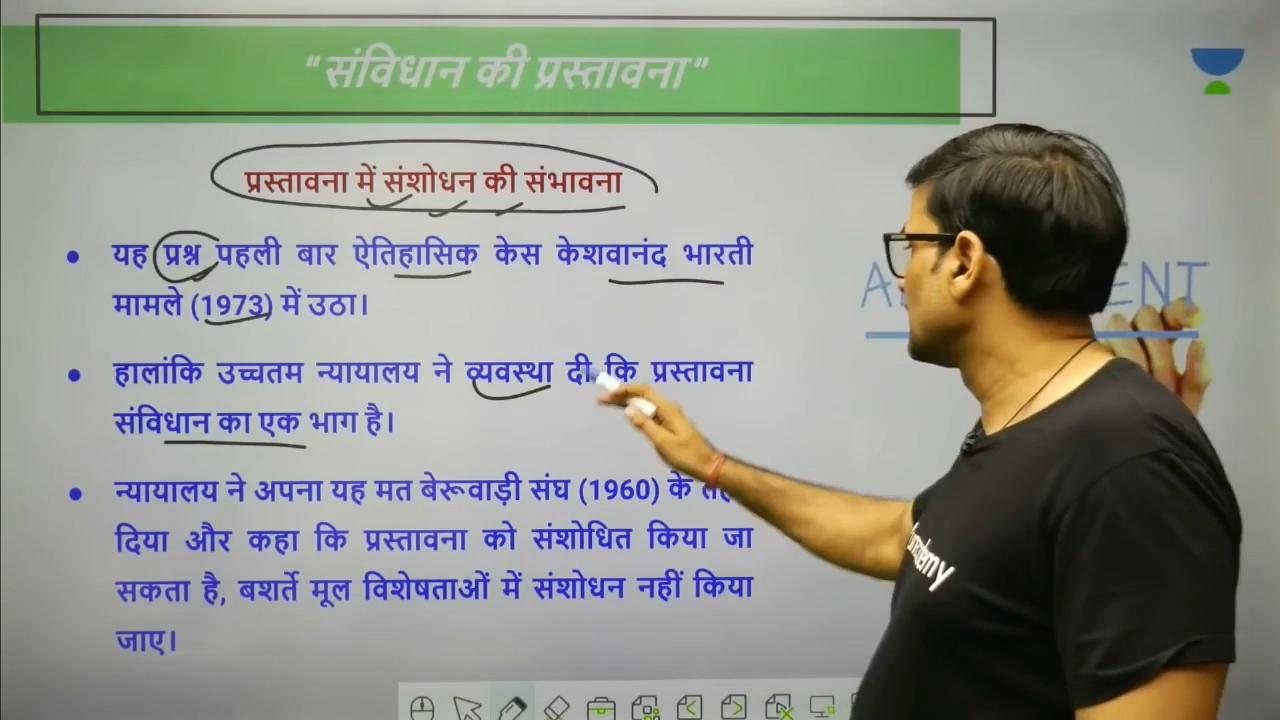 “संविधान की प्रस्तावना”
प्रस्तावना में संशोधन की संभावना
यह प्रश्न पहली बार ऐतिहासिक केस केशवानंद भारती
मामले (1973) में उठा।
हालांकि उच्चतम न्यायालय ने व्यवस्था दी कि प्रस्तावना
संविधान का एक भाग है।
न्यायालय ने अपना यह मत बेरूवाड़ी संघ (1960) के
दिया और कहा कि प्रस्तावना को संशोधित किया जा
सकता है, बशर्ते मूल विशेषताओं में संशोधन नहीं किया
जाए।